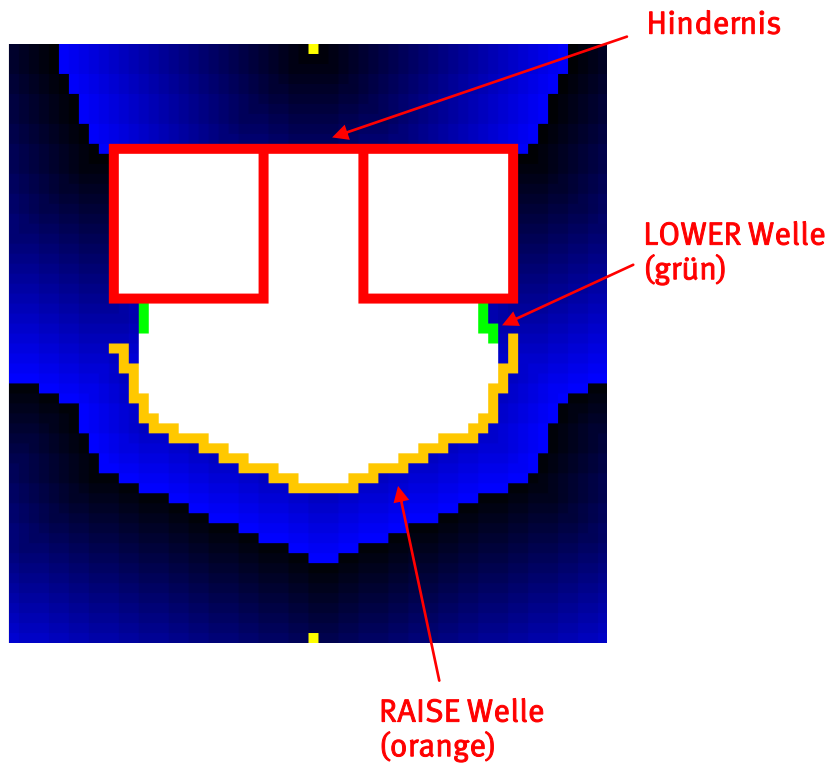 Hindernis
LOWER Welle
(grün)
RAISE Welle
(orange)